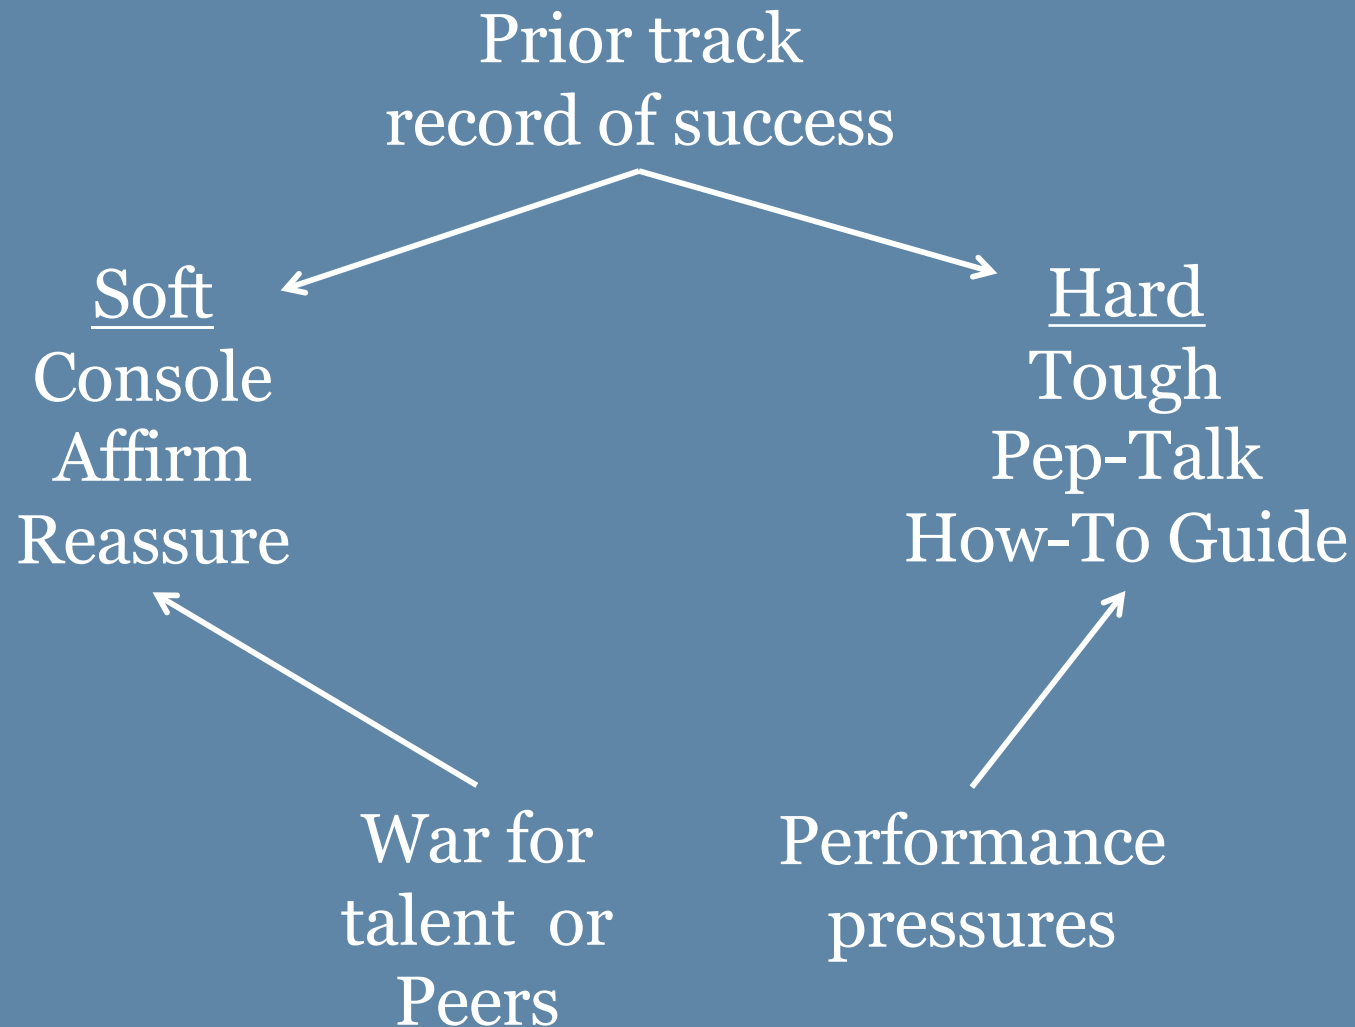 Prior track
record of success
Soft
Console
Affirm
Reassure
Hard
Tough
Pep-Talk
How-To Guide
War for
talent  or
Peers
Performance
pressures